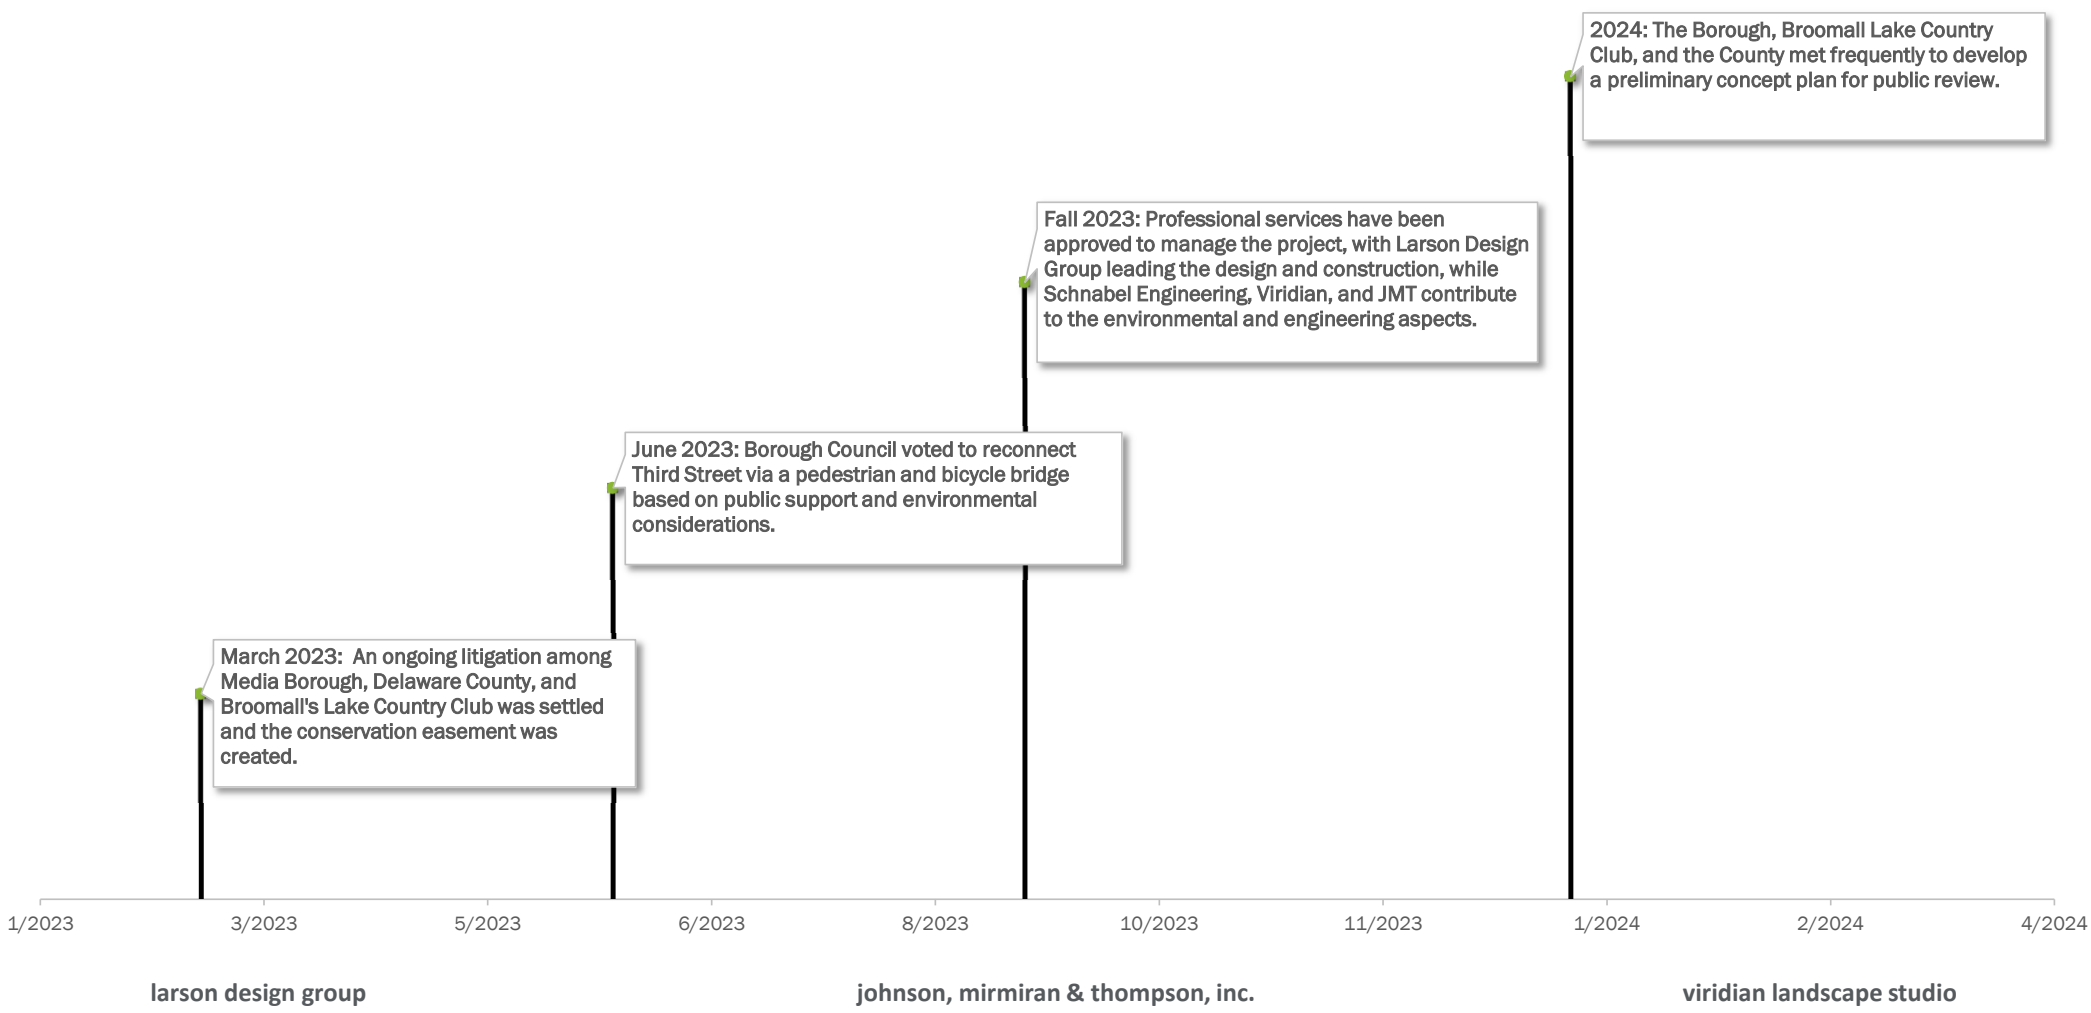 2024: The Borough, Broomall Lake Country
Club, and the County met frequently to develop
a preliminary concept plan for public review.
Fall 2023: Professional services have been
approved to manage the project, with Larson Design
Group leading the design and construction, while
Schnabel Engineering, Viridian, and JMT contribute
to the environmental and engineering aspects.
June 2023: Borough Council voted to reconnect
Third Street via a pedestrian and bicycle bridge
based on public support and environmental
considerations.
March 2023:  An ongoing litigation among
Media Borough, Delaware County, and
Broomall's Lake Country Club was settled
and the conservation easement was
created.
1/2023 3/2023 5/2023 6/2023 8/2023 10/2023 11/2023 1/2024 2/2024 4/2024
larson design group johnson, mirmiran & thompson, inc. viridian landscape studio